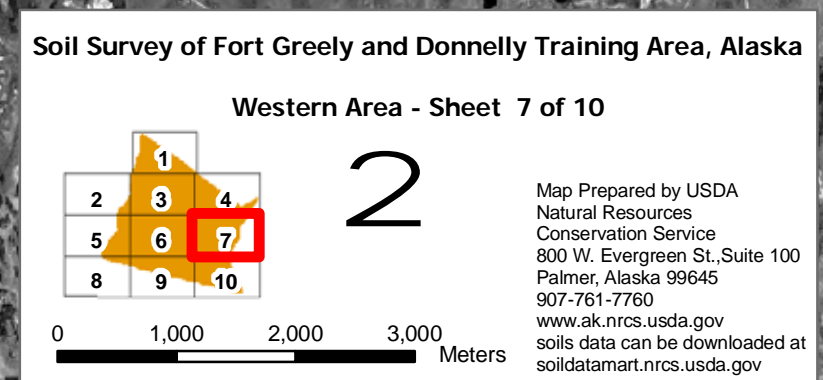 Soil Survey of Fort Greely and Donnelly Training Area, Alaska
Western Area - Sheet 7 of 10
1
2 3 4
5 6 7
8 9 10
2
Map Prepared by USDA
Natural Resources
Conservation Service
800 W. Evergreen St.,Suite 100
Palmer, Alaska 99645
907-761-7760
www.ak.nrcs.usda.gov
soils data can be downloaded at
soildatamart.nrcs.usda.gov
0 1,000 2,000 3,000
Meters